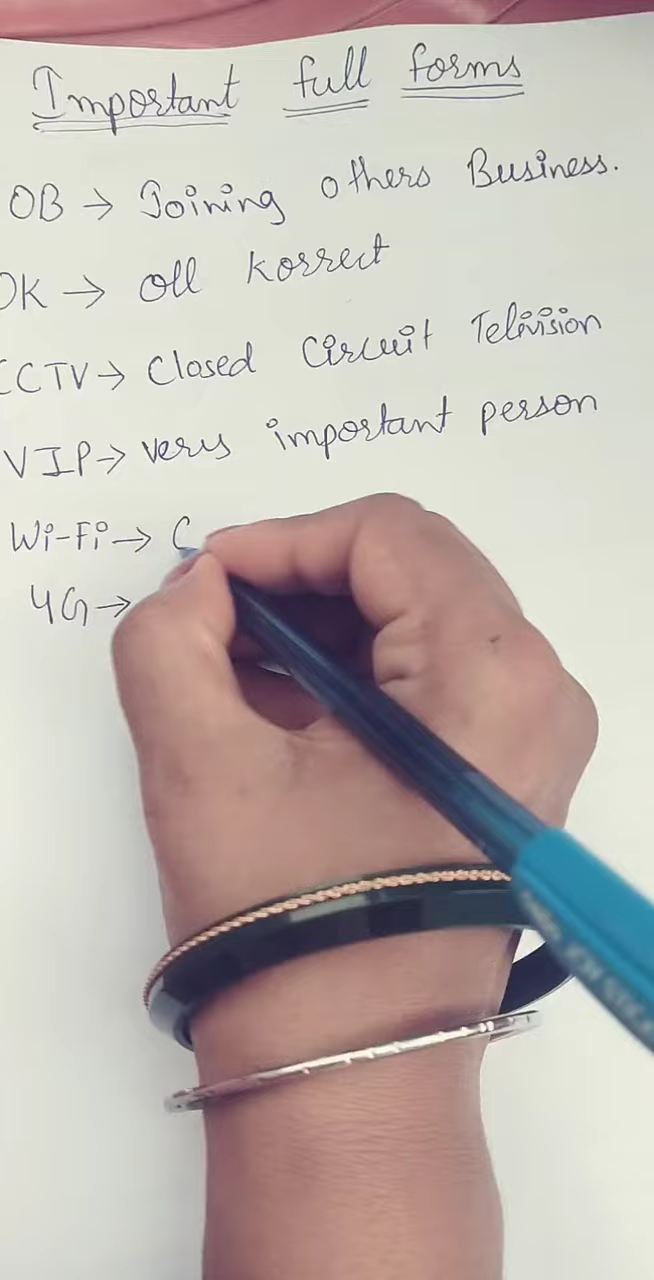 Important full forms
OB → Joining others Business.
OK → Oll Korrect
CCTV → Closed Circuit Telivision
VIP → very important person
Wi-Fi →
4G →